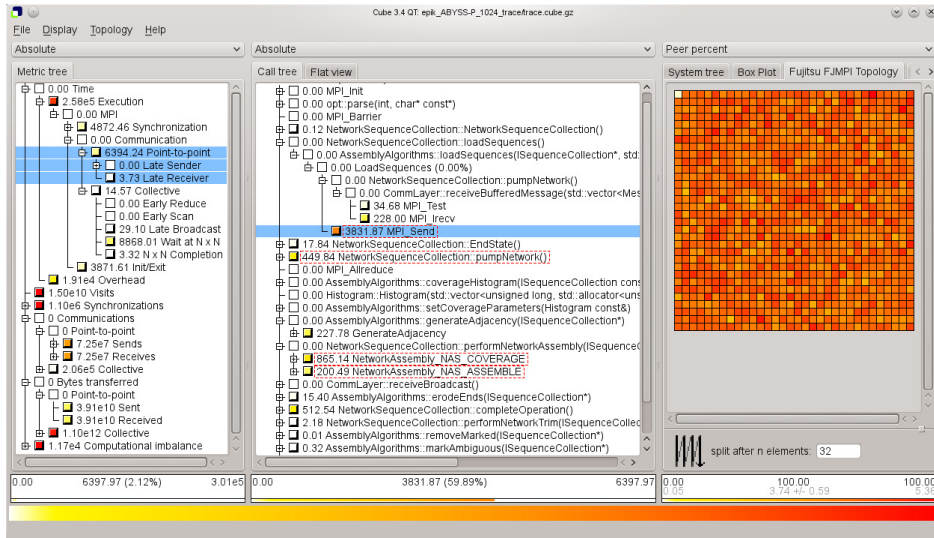 Cube 3.4 QT: epik_ABYSS-P_1024_trace/trace.cube.gz
File Display Topology Help
Absolute
Metric tree
0.00 Time
2.58e5 Execution
0.00 MPI
4872.46 Synchronization
0.00 Communication
6394.24 Point-to-point
0.00 Late Sender
3.73 Late Receiver
14.57 Collective
0.00 Early Reduce
0.00 Early Scan
29.10 Late Broadcast
8868.01 Wait at N x N
3.32 N x N Completion
3871.61 Init/Exit
1.91e4 Overhead
1.50e10 Visits
1.10e6 Synchronizations
0 Communications
0 Point-to-point
7.25e7 Sends
7.25e7 Receives
2.06e5 Collective
0 Bytes transferred
0 Point-to-point
3.91e10 Sent
3.91e10 Received
1.10e12 Collective
1.17e4 Computational imbalance
0.00 6397.97 (2.12%) 3.01e5
Absolute
Call tree Flat view
0.00 MPI_Init
0.00 opt::parse(int, char* const*)
0.00 MPI_Barrier
0.12 NetworkSequenceCollection::NetworkSequenceCollection()
0.00 NetworkSequenceCollection::loadSequences()
0.00 AssemblyAlgorithms::loadSequences(ISequenceCollection*, std:
0.00 LoadSequences (0.00%)
0.00 NetworkSequenceCollection::pumpNetwork()
0.00 CommLayer::receiveBufferedMessage(std::vector<Mes
34.68 MPI_Test
228.00 MPI_Irecv
3831.87 MPI_Send
17.84 NetworkSequenceCollection::EndState()
449.84 NetworkSequenceCollection::pumpNetwork()
0.00 MPI_Allreduce
0.00 AssemblyAlgorithms::coverageHistogram(ISequenceCollection cons
0.00 Histogram::Histogram(std::vector<unsigned long, std::allocator<uns
0.00 AssemblyAlgorithms::setCoverageParameters(Histogram const&)
0.00 AssemblyAlgorithms::generateAdjacency(ISequenceCollection*)
227.78 GenerateAdjacency
0.00 NetworkSequenceCollection::performNetworkAssembly(ISequenceC
865.14 NetworkAssembly_NAS_COVERAGE
200.49 NetworkAssembly_NAS_ASSEMBLE
0.00 CommLayer::receiveBroadcast()
15.40 AssemblyAlgorithms::erodeEnds(ISequenceCollection*)
512.54 NetworkSequenceCollection::completeOperation()
2.18 NetworkSequenceCollection::performNetworkTrim(ISequenceCollec
0.01 AssemblyAlgorithms::removeMarked(ISequenceCollection*)
0.32 AssemblyAlgorithms::markAmbiguous(ISequenceCollection*)
0.00 3831.87 (59.89%) 6397.97
Peer percent
System tree Box Plot Fujitsu FJMPI Topology
split after n elements: 32
0.00 100.00 100.00
0.05 3.74 +/- 0.59 5.36